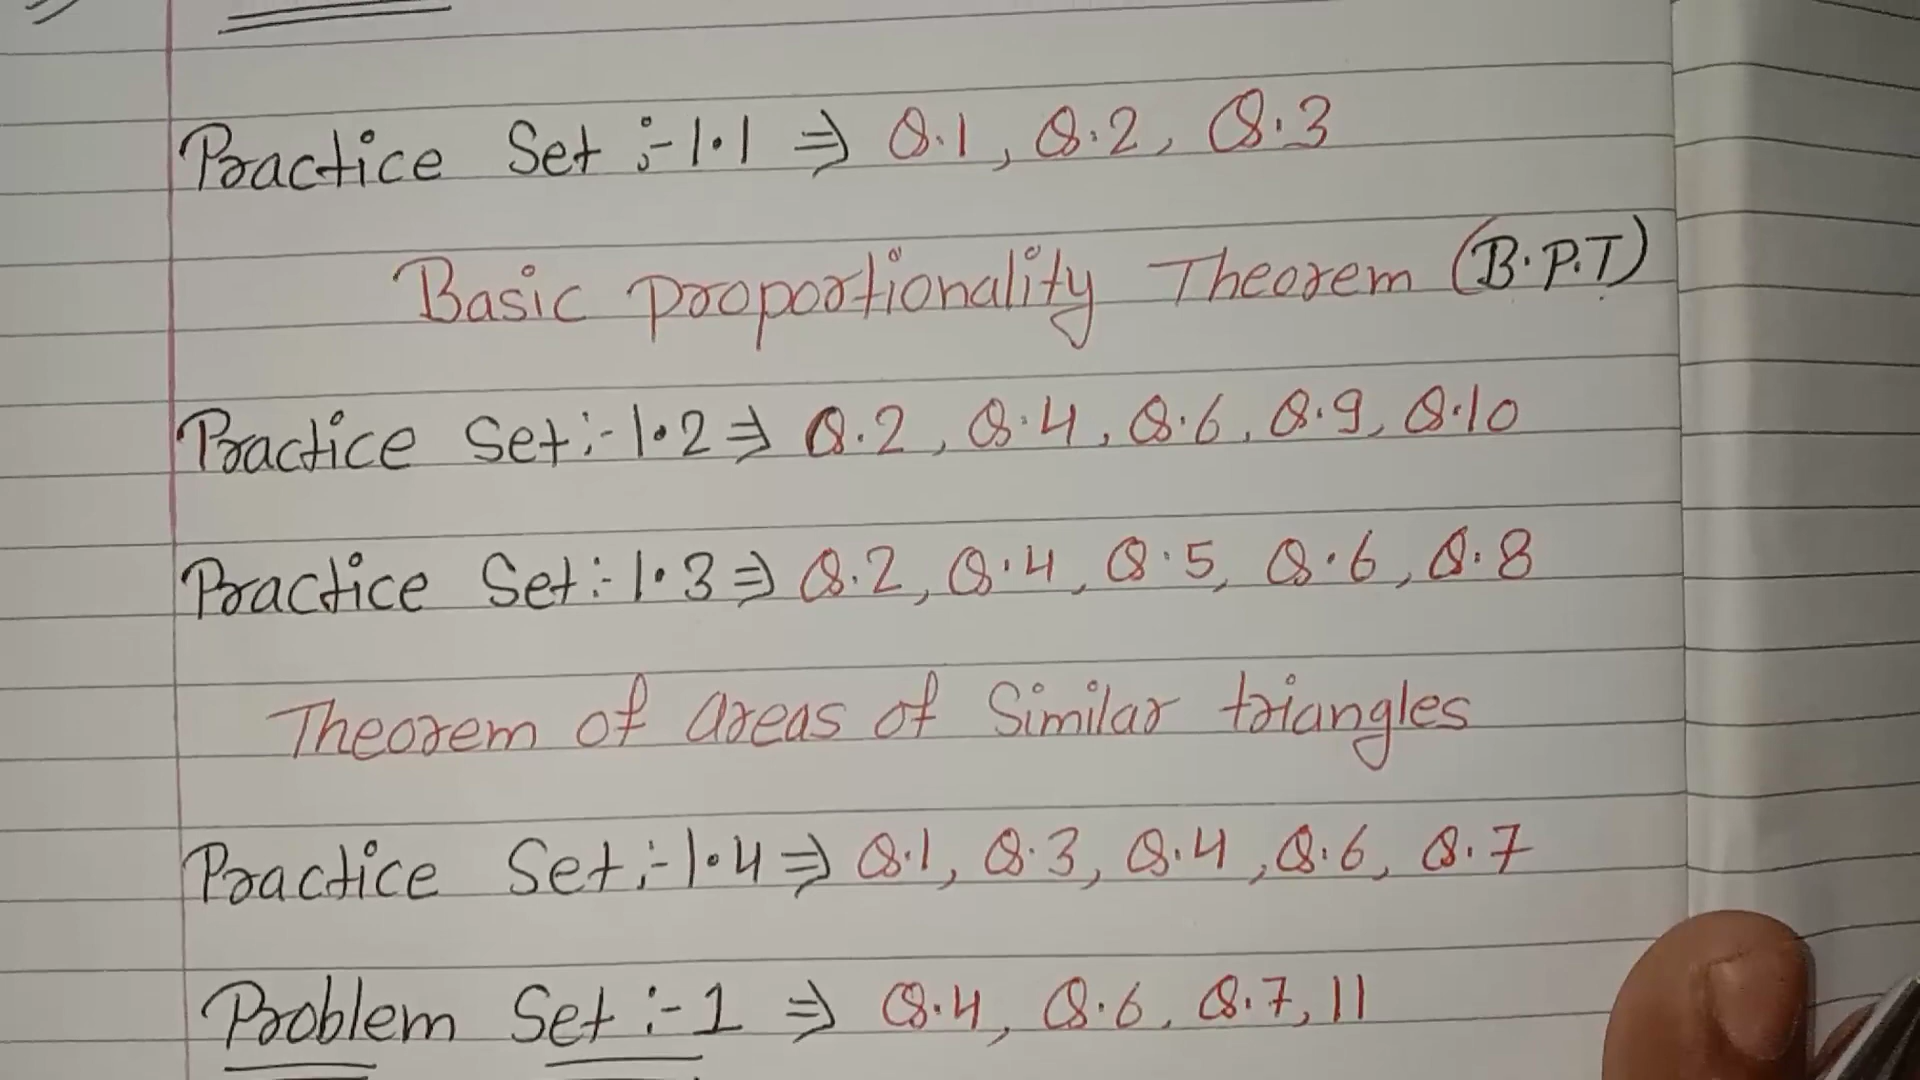 Practice Set :- 1.1 ⇒ Q.1, Q.2, Q.3
Basic proportionality Theorem (B.P.T)
Practice Set :- 1.2 ⇒ Q.2, Q.4, Q.6, Q.9, Q.10
Practice Set :- 1.3 ⇒ Q.2, Q.4, Q.5, Q.6, Q.8
Theorem of areas of Similar triangles
Practice Set :- 1.4 ⇒ Q.1, Q.3, Q.4, Q.6, Q.7
Problem Set :- 1 ⇒ Q.4, Q.6, Q.7, 11